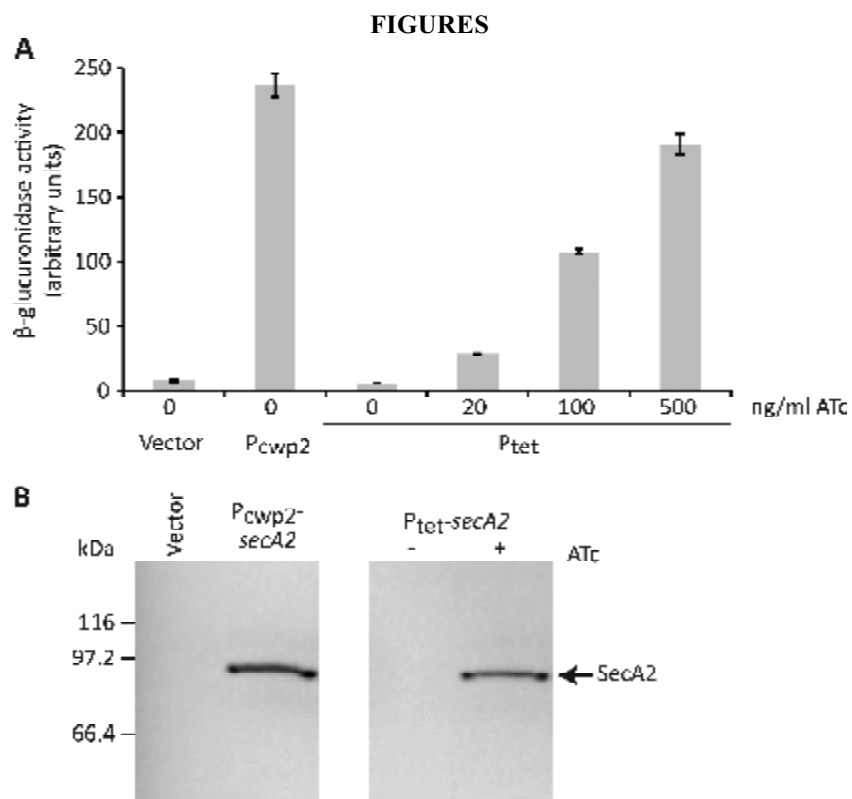 FIGURES
A
250
200
150
100
50
0
β-glucuronidase activity
(arbitrary units)
0 0 0 20 100 500 ng/ml ATc
Vector Pcwp2 Ptet
B
Vector
Pcwp2-
secA2
Ptet-secA2
kDa - + ATc
116
97.2
SecA2
66.4